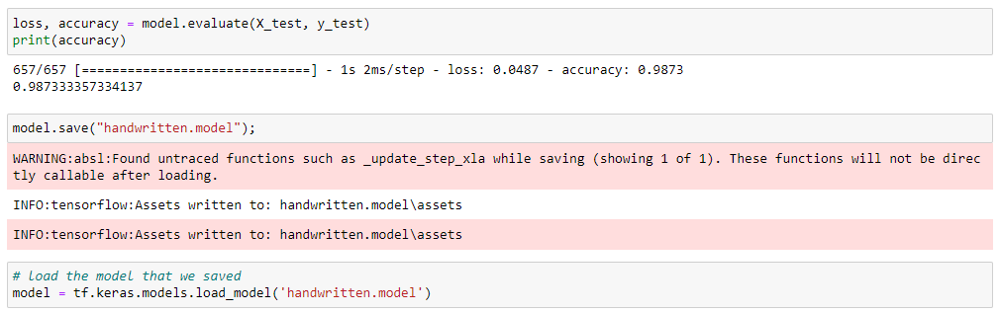 loss, accuracy = model.evaluate(X_test, y_test)
print(accuracy)
657/657 [==============================] - 1s 2ms/step - loss: 0.0487 - accuracy: 0.9873
0.987333357334137
model.save("handwritten.model");
WARNING:absl:Found untraced functions such as _update_step_xla while saving (showing 1 of 1). These functions will not be direc
tly callable after loading.
INFO:tensorflow:Assets written to: handwritten.model\assets
INFO:tensorflow:Assets written to: handwritten.model\assets
# load the model that we saved
model = tf.keras.models.load_model('handwritten.model')